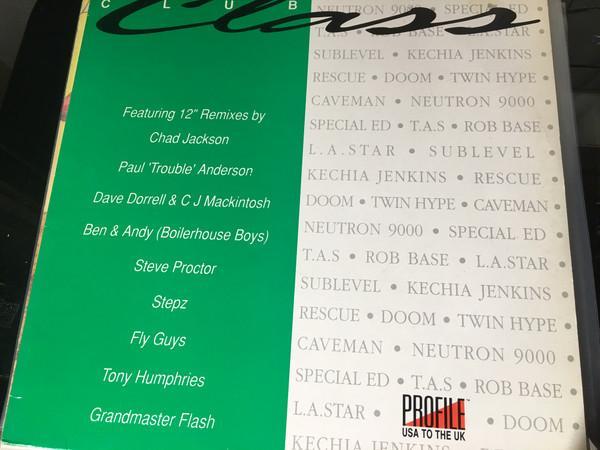 CLUB
Class
Featuring 12" Remixes by
Chad Jackson
Paul 'Trouble' Anderson
Dave Dorrell & C J Mackintosh
Ben & Andy (Boilerhouse Boys)
Steve Proctor
Stepz
Fly Guys
Tony Humphries
Grandmaster Flash
NEUTRON 9000 • SPECIAL ED
T.A.S • ROB BASE • L.A.STAR
SUBLEVEL • KECHIA JENKINS •
RESCUE • DOOM • TWIN HYPE •
CAVEMAN • NEUTRON 9000 •
SPECIAL ED • T.A.S • ROB BASE •
L.A.STAR • SUBLEVEL •
KECHIA JENKINS • RESCUE •
DOOM • TWIN HYPE • CAVEMAN •
NEUTRON 9000 • SPECIAL ED •
T.A.S • ROB BASE • L.A.STAR •
SUBLEVEL • KECHIA JENKINS •
RESCUE • DOOM • TWIN HYPE •
CAVEMAN • NEUTRON 9000 •
SPECIAL ED • T.A.S • ROB BASE •
L.A.STAR • • DOOM •
PROFILE™
USA TO THE UK
KECHIA JENKINS